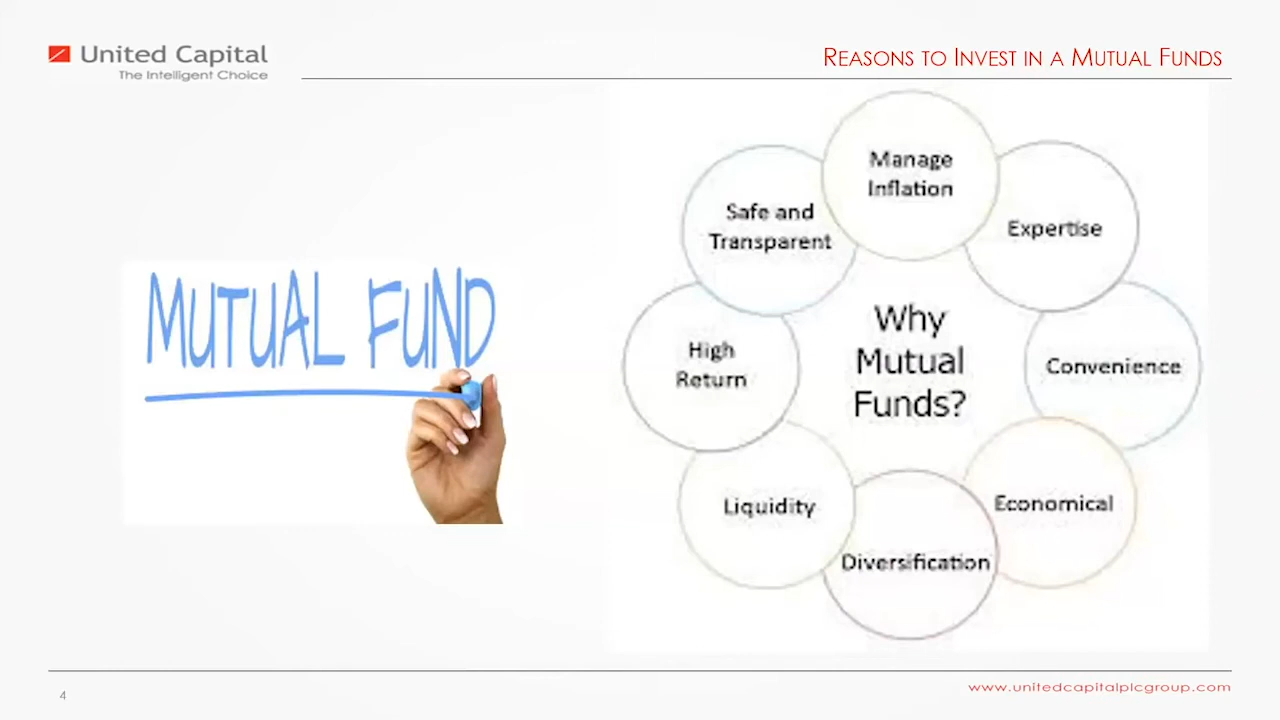 United Capital
The Intelligent Choice
REASONS TO INVEST IN A MUTUAL FUNDS
MUTUAL FUND
Why
Mutual
Funds?
Manage
Inflation
Expertise
Convenience
Economical
Diversification
Liquidity
High
Return
Safe and
Transparent
4
www.unitedcapitalplcgroup.com